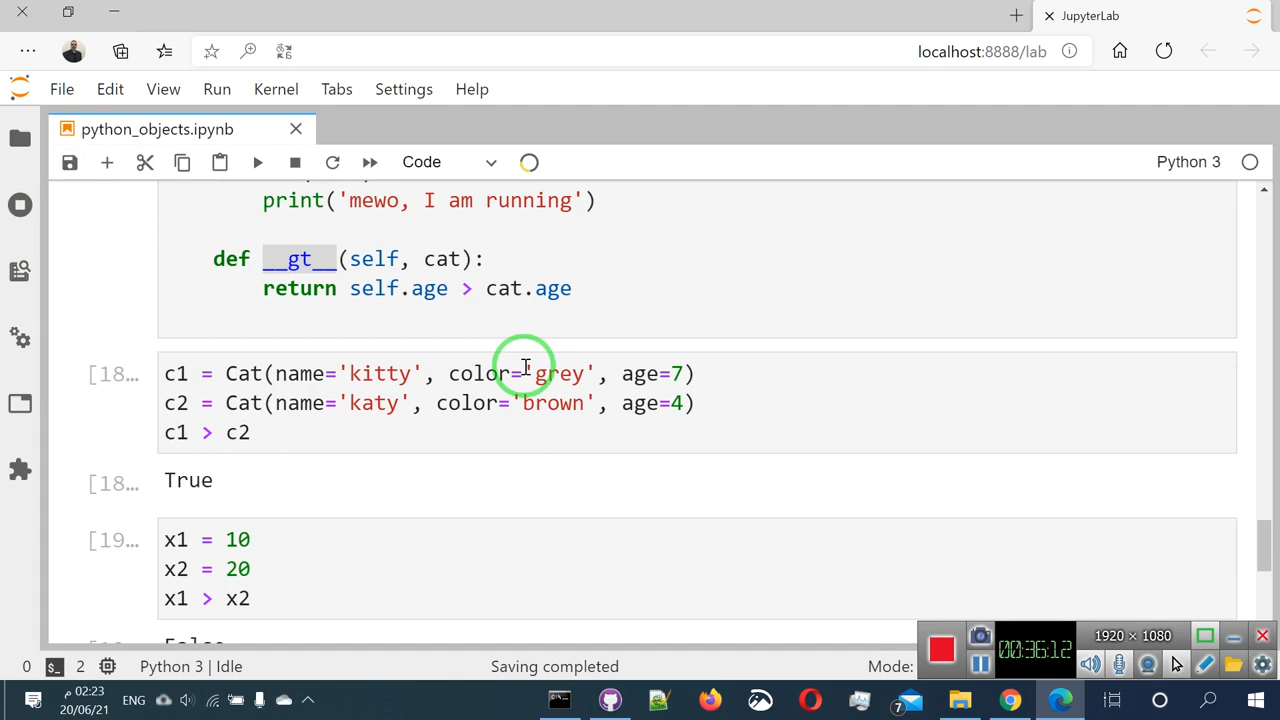 JupyterLab
localhost:8888/lab
File Edit View Run Kernel Tabs Settings Help
python_objects.ipynb
Code
Python 3
print('mewo, I am running')
def __gt__(self, cat):
return self.age > cat.age
[18… c1 = Cat(name='kitty', color='grey', age=7)
c2 = Cat(name='katy', color='brown', age=4)
c1 > c2
[18… True
[19… x1 = 10
x2 = 20
x1 > x2
False
1920 × 1080
00:36:12
0 2 Python 3 | Idle Saving completed Mode:
02:23 م
20/06/21
ENG
7